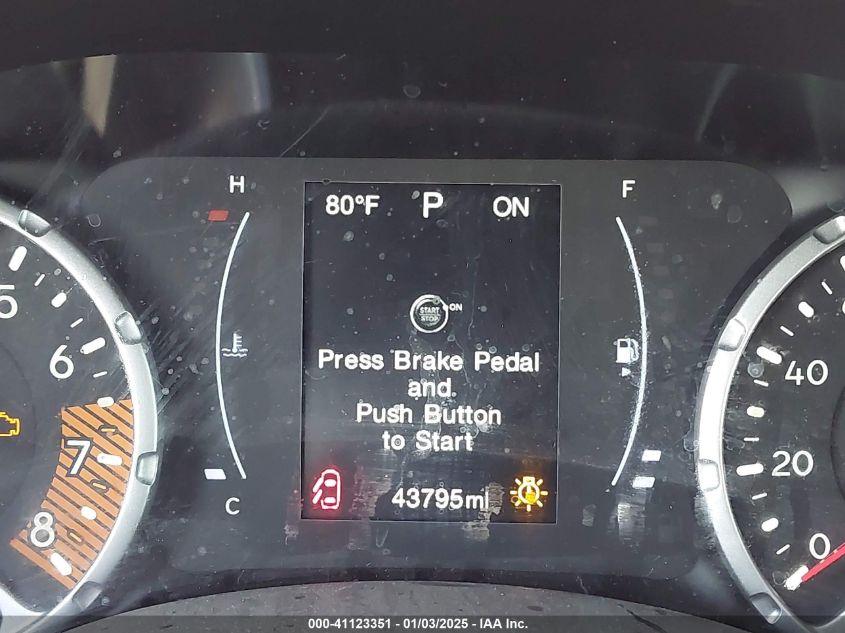 H
F
80°F P ON
START
STOP
ON
Press Brake Pedal
and
Push Button
to Start
43795mi
C
5
6
7
8
40
20
0
000-41123351 - 01/03/2025 - IAA Inc.